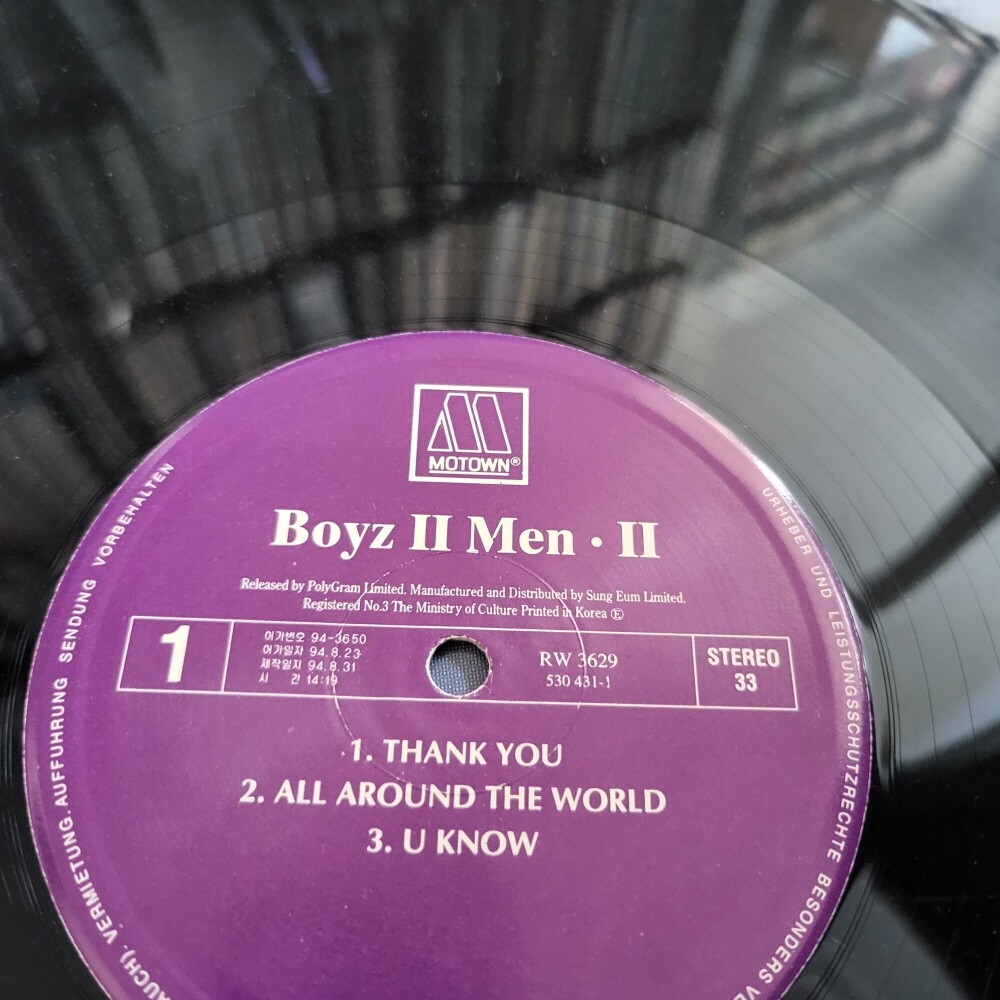 MOTOWN®
Boyz II Men • II
Released by PolyGram Limited. Manufactured and Distributed by Sung Eum Limited.
Registered No.3 The Ministry of Culture Printed in Korea Ⓔ
1
허가번호 94-3650
허가일자 94.8.23
제작일자 94.8.31
시 간 14:19
RW 3629
530 431-1
STEREO
33
1. THANK YOU
2. ALL AROUND THE WORLD
3. U KNOW
URHEBER UND LEISTUNGSSCHUTZRECHTE BESONDERS
VERMIETUNG. AUFFÜHRUNG SENDUNG VORBEHALTEN